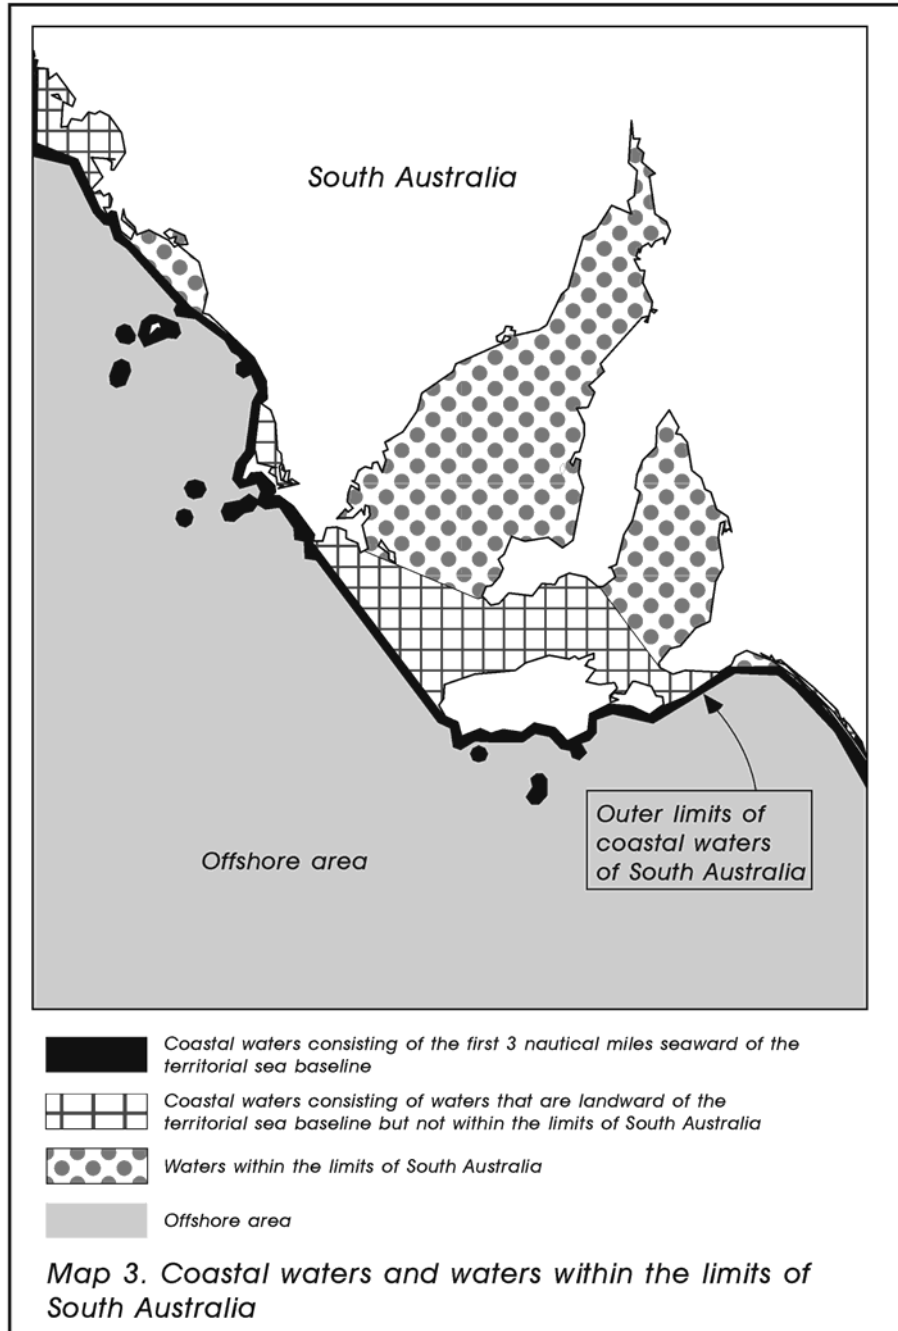 South Australia
Outer limits of
coastal waters
of South Australia
Offshore area
Coastal waters consisting of the first 3 nautical miles seaward of the
territorial sea baseline
Coastal waters consisting of waters that are landward of the
territorial sea baseline but not within the limits of South Australia
Waters within the limits of South Australia
Offshore area
Map 3. Coastal waters and waters within the limits of
South Australia